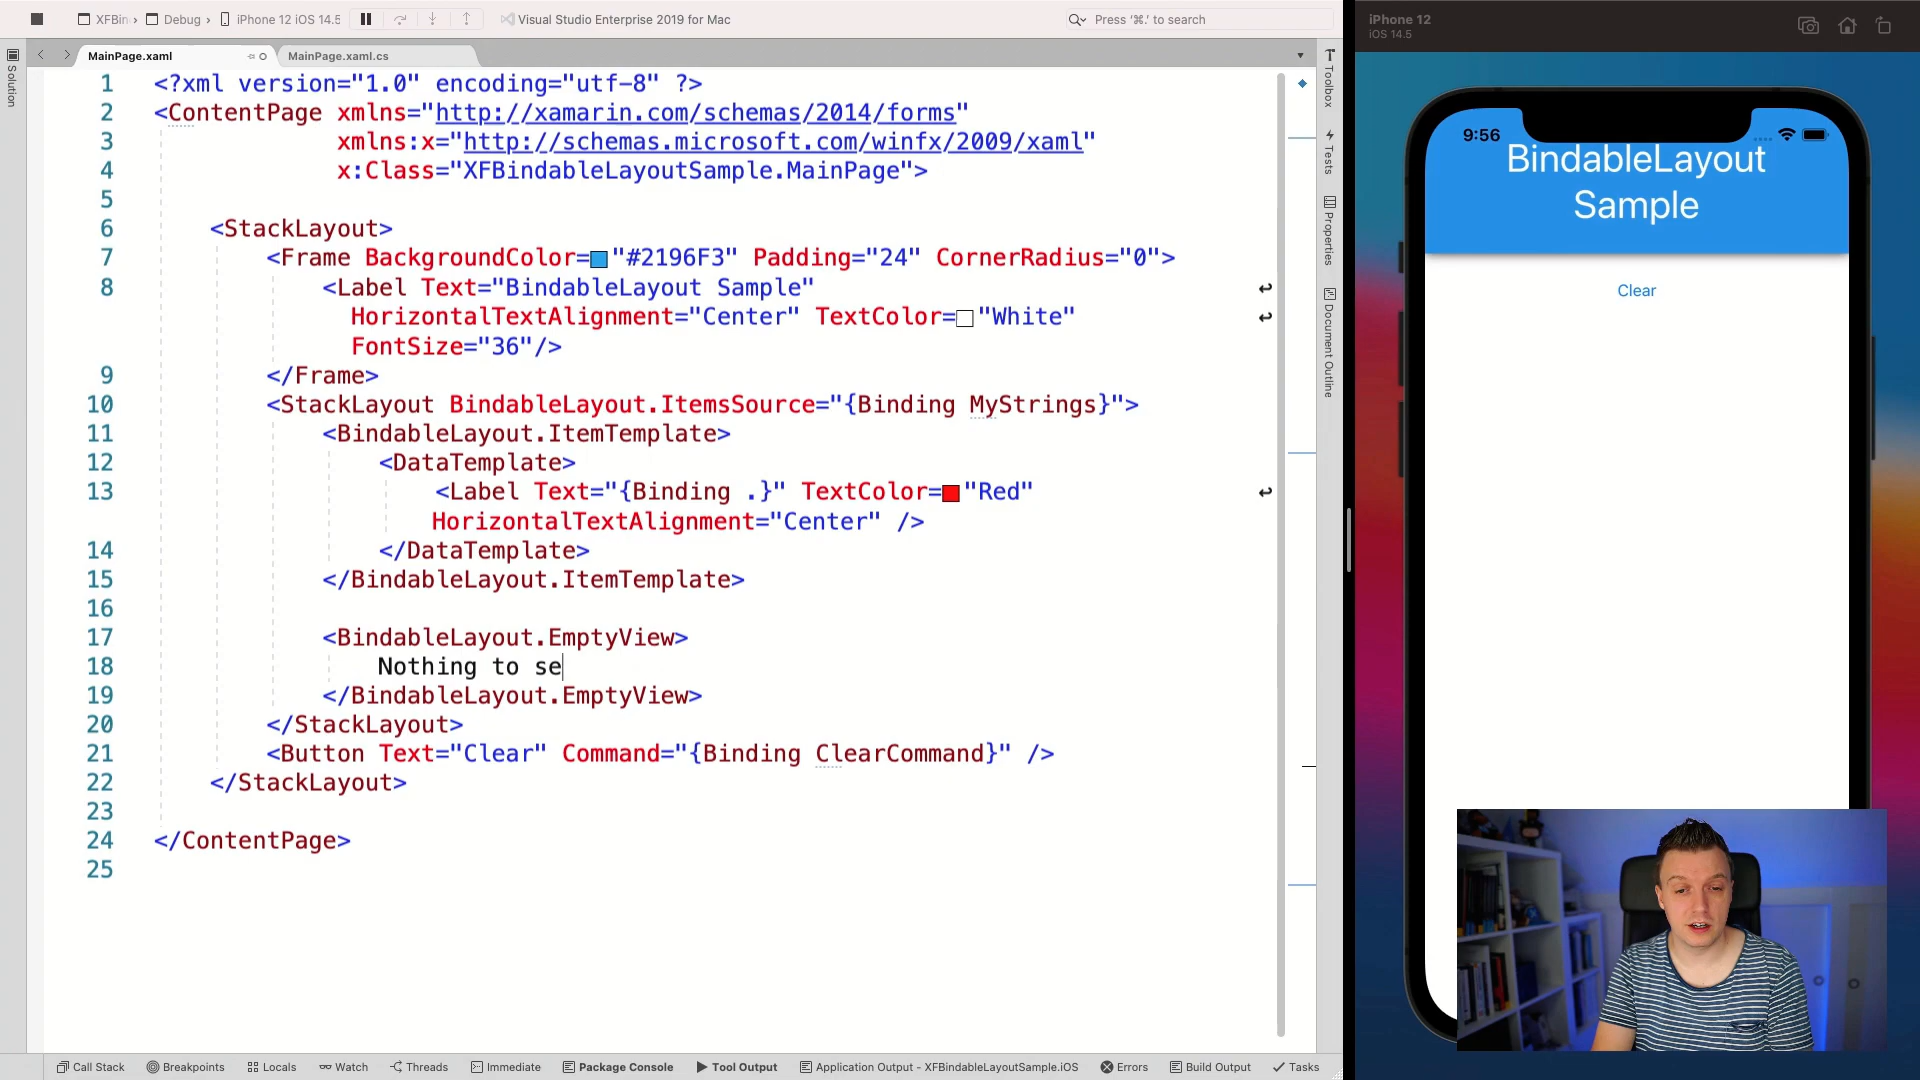 XFBin
Debug
iPhone 12 iOS 14.5
Visual Studio Enterprise 2019 for Mac
Press '⌘.' to search
Solution
MainPage.xaml
MainPage.xaml.cs
1 <?xml version="1.0" encoding="utf-8" ?>
2 <ContentPage xmlns="http://xamarin.com/schemas/2014/forms"
3 xmlns:x="http://schemas.microsoft.com/winfx/2009/xaml"
4 x:Class="XFBindableLayoutSample.MainPage">
5
6 <StackLayout>
7 <Frame BackgroundColor="#2196F3" Padding="24" CornerRadius="0">
8 <Label Text="BindableLayout Sample"
HorizontalTextAlignment="Center" TextColor="White"
FontSize="36"/>
9 </Frame>
10 <StackLayout BindableLayout.ItemsSource="{Binding MyStrings}">
11 <BindableLayout.ItemTemplate>
12 <DataTemplate>
13 <Label Text="{Binding .}" TextColor="Red"
HorizontalTextAlignment="Center" />
14 </DataTemplate>
15 </BindableLayout.ItemTemplate>
16
17 <BindableLayout.EmptyView>
18 Nothing to se
19 </BindableLayout.EmptyView>
20 </StackLayout>
21 <Button Text="Clear" Command="{Binding ClearCommand}" />
22 </StackLayout>
23
24 </ContentPage>
25
Toolbox
Tests
Properties
Document Outline
Call Stack
Breakpoints
Locals
Watch
Threads
Immediate
Package Console
Tool Output
Application Output - XFBindableLayoutSample.iOS
Errors
Build Output
Tasks
iPhone 12
iOS 14.5
9:56
BindableLayout
Sample
Clear